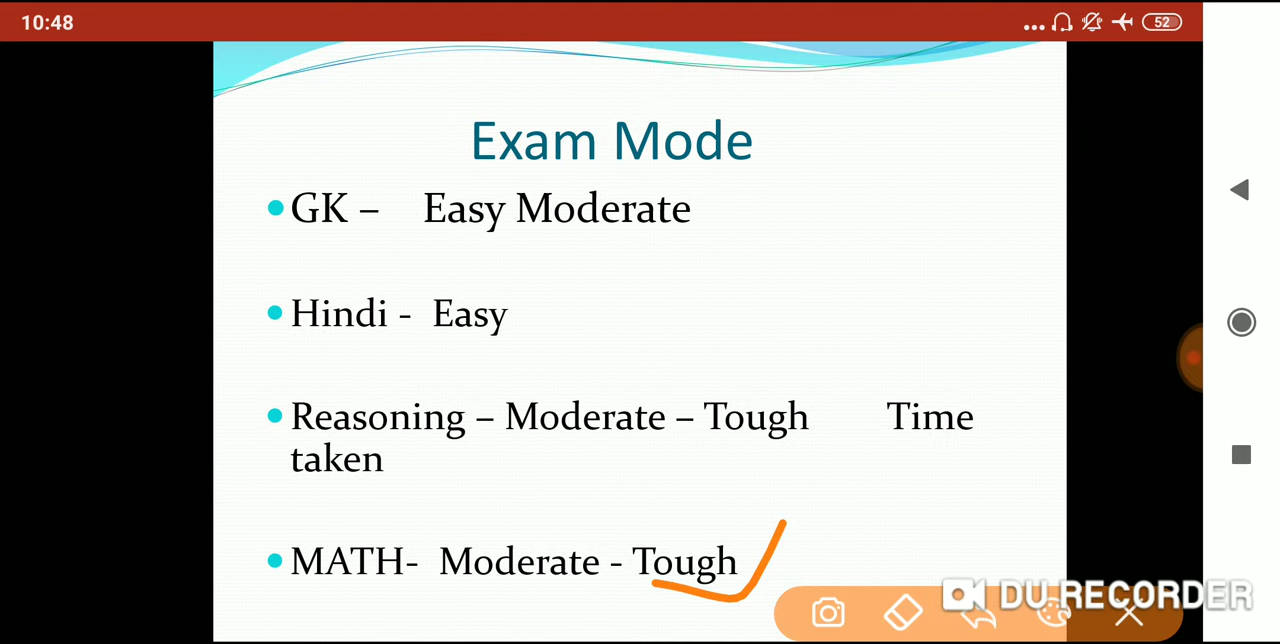 10:48
52
Exam Mode
GK – Easy Moderate
Hindi - Easy
Reasoning – Moderate – Tough Time
taken
MATH- Moderate - Tough
DU RECORDER